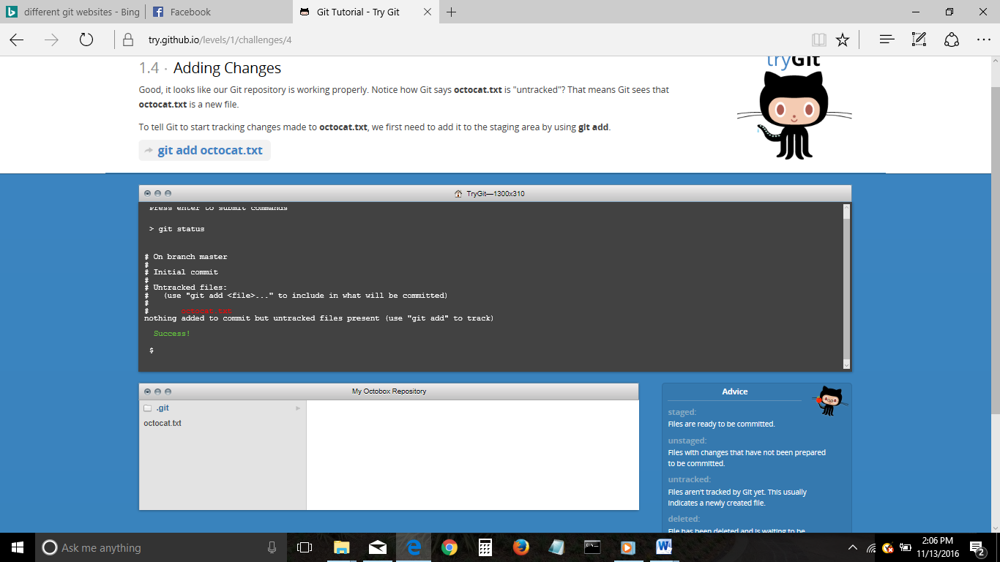 different git websites - Bing
Facebook
Git Tutorial - Try Git
try.github.io/levels/1/challenges/4
tryGit
1.4 · Adding Changes
Good, it looks like our Git repository is working properly. Notice how Git says octocat.txt is "untracked"? That means Git sees that
octocat.txt is a new file.
To tell Git to start tracking changes made to octocat.txt, we first need to add it to the staging area by using git add.
git add octocat.txt
TryGit—1300x310
Press enter to submit commands
> git status
# On branch master
#
# Initial commit
#
# Untracked files:
# (use "git add <file>..." to include in what will be committed)
#
# octocat.txt
nothing added to commit but untracked files present (use "git add" to track)
Success!
$
My Octobox Repository
.git
octocat.txt
Advice
staged:
Files are ready to be committed.
unstaged:
Files with changes that have not been prepared
to be committed.
untracked:
Files aren't tracked by Git yet. This usually
indicates a newly created file.
deleted:
File has been deleted and is waiting to be
Ask me anything
2:06 PM
11/13/2016
2